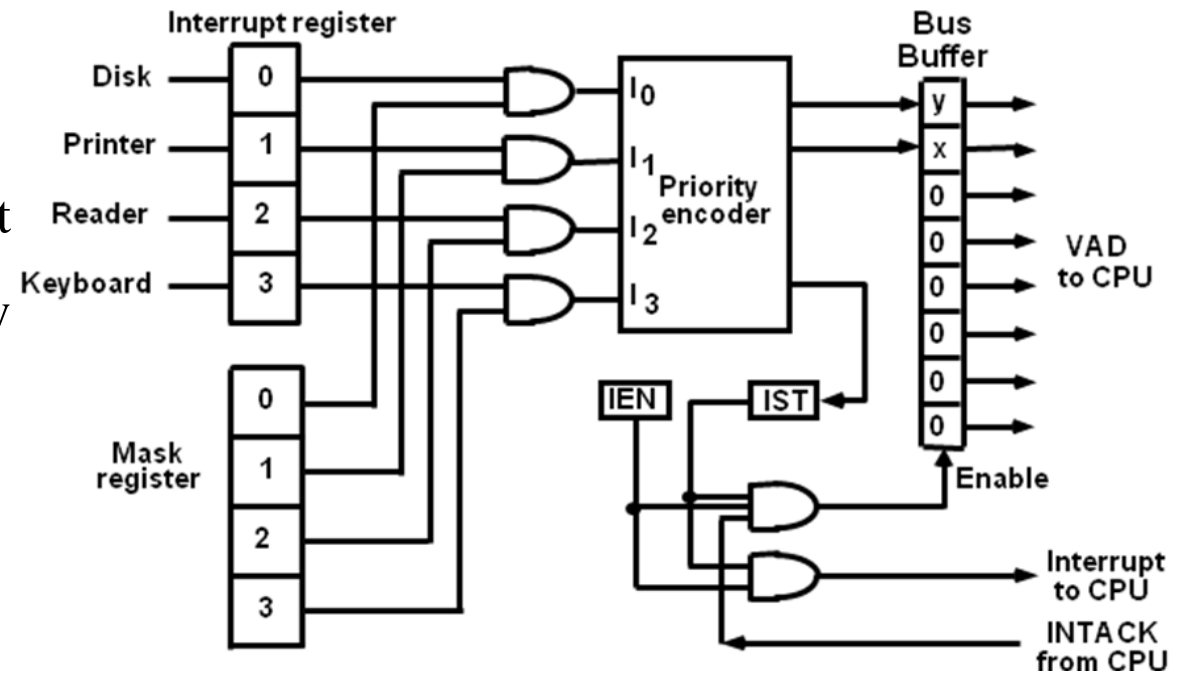 Interrupt register
Disk
0
Printer
1
Reader
2
Keyboard
3
t
y
Mask
register
0
1
2
3
I0
I1
I2
I3
Priority
encoder
IEN
IST
Bus
Buffer
y
x
0
0
0
0
0
0
VAD
to CPU
Enable
Interrupt
to CPU
INTACK
from CPU